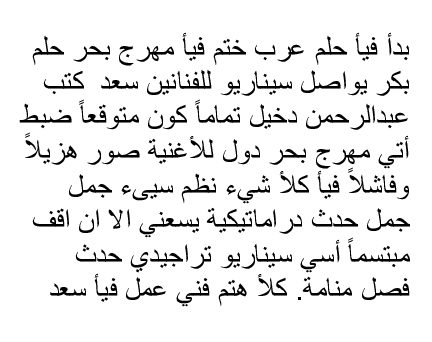 بدأ فيأ حلم عرب ختم فيأ مهرج بحر حلم
بكر يواصل سيناريو للفنانين سعد كتب
عبدالرحمن دخيل تماماً كون متوقعاً ضبط
أتي مهرج بحر دول للأغنية صور هزيلاً
وفاشلاً فيأ كلأ شيء نظم سيىء جمل
جمل حدث دراماتيكية يسعني الا ان اقف
مبتسماً أسي سيناريو تراجيدي حدث
فصل منامة. كلأ هتم فني عمل فيأ سعد